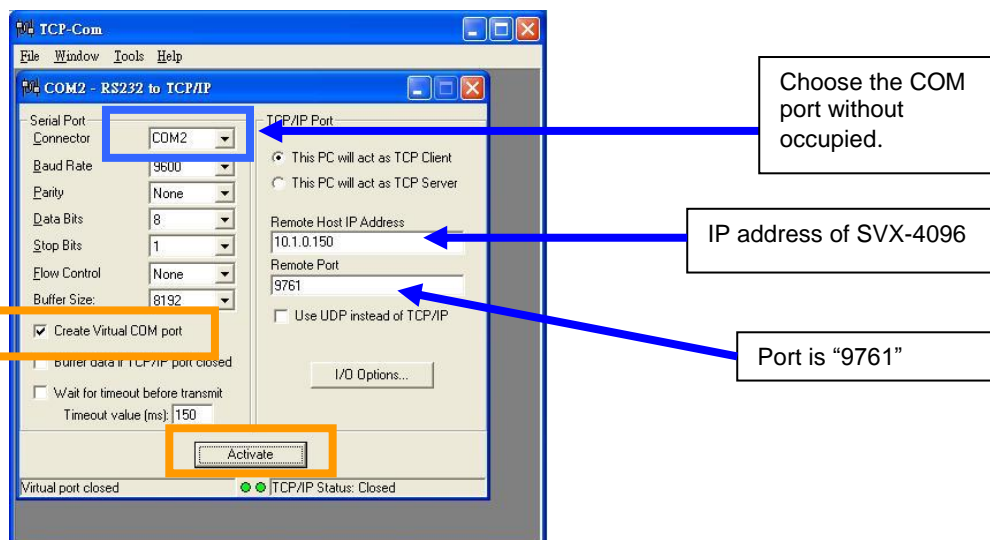 TCP-Com
File Window Tools Help
COM2 - RS232 to TCP/IP
Serial Port
Connector COM2
Baud Rate 9600
Parity None
Data Bits 8
Stop Bits 1
Flow Control None
Buffer Size: 8192
Create Virtual COM port
Buffer data if TCP/IP port closed
Wait for timeout before transmit
Timeout value (ms): 150
TCP/IP Port
This PC will act as TCP Client
This PC will act as TCP Server
Remote Host IP Address
10.1.0.150
Remote Port
9761
Use UDP instead of TCP/IP
I/O Options...
Activate
Virtual port closed
TCP/IP Status: Closed
Choose the COM
port without
occupied.
IP address of SVX-4096
Port is “9761”